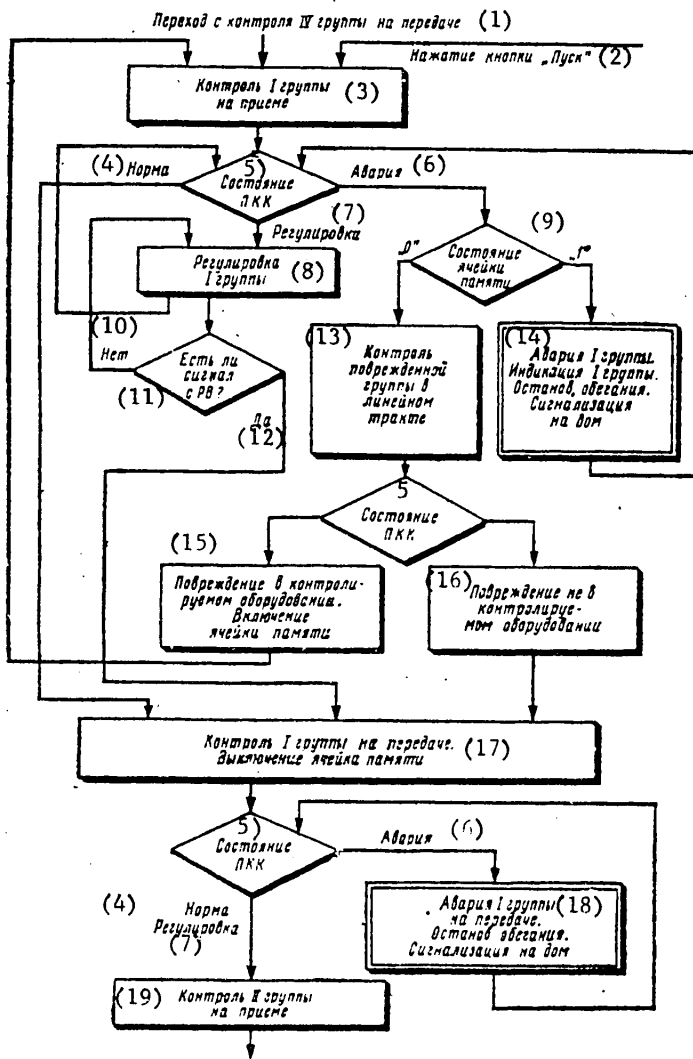 Переход с контроля IV группы на передаче (1)
Нажатие кнопки „Пуск" (2)
Контроль I группы (3)
на приеме
(4) Норма
5)
Авария (6)
Состояние
ПКК
(7)
Регулировка
(9)
„0"
Состояние
ячейки
памяти
„1"
Регулировка (8)
I группы
(10)
Нет
Есть ли
сигнал
с РВ?
(11)
Да
(12)
(13)
Контроль
поврежденной
группы в
линейном
тракте
(14)
Авария I группы.
Индикация I группы.
Останов, обегания.
Сигнализация
на дом
5
Состояние
ПКК
(15)
Повреждение в контроли-
руемом оборудовании.
Включение
ячейки памяти
(16)
Повреждение не в
контролируе-
мом оборудовании
Контроль I группы на передаче. (17)
Выключение ячейка памяти
5)
Состояние
ПКК
Авария (6)
(4)
Норма
Регулировка
(7)
Авария I группы (18)
на передаче.
Останов обегания.
Сигнализация на дом
(19) Контроль II группы
на приеме